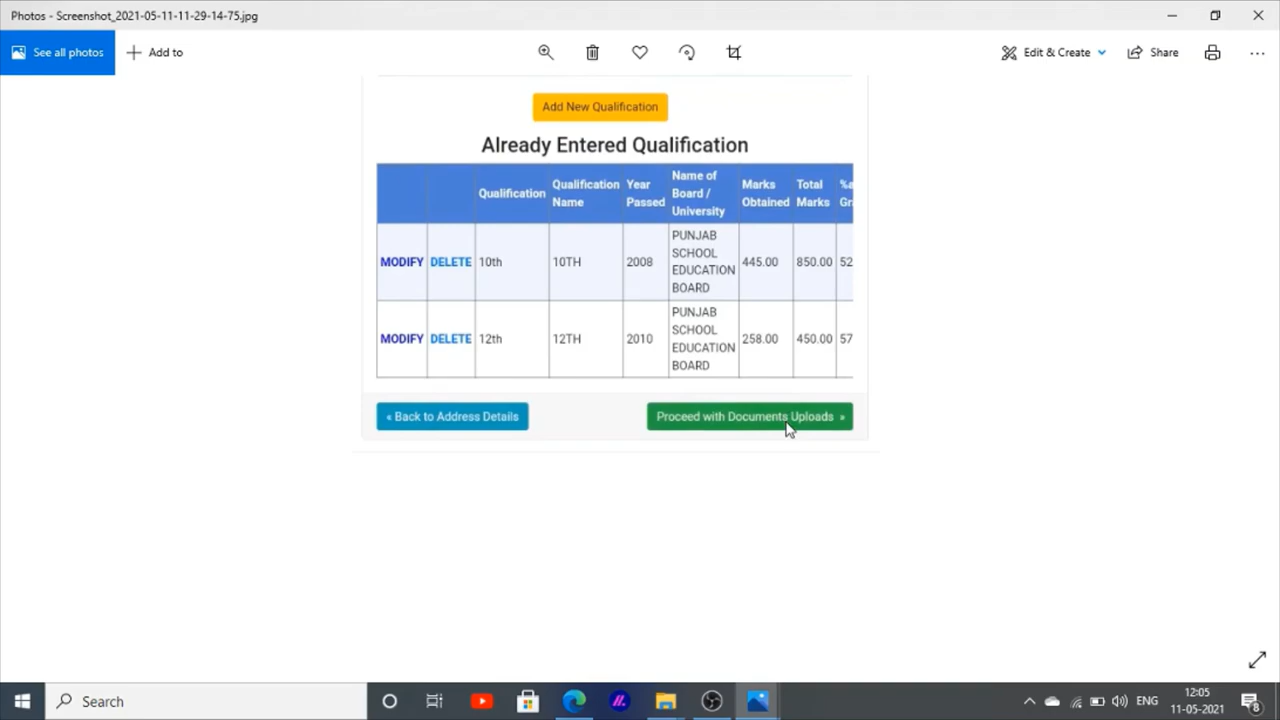 Photos - Screenshot_2021-05-11-11-29-14-75.jpg
See all photos
Add to
Edit & Create
Share
Add New Qualification
Already Entered Qualification
Qualification
Qualification
Name
Year
Passed
Name of
Board /
University
Marks
Obtained
Total
Marks
%a
Gr
MODIFY
DELETE
10th
10TH
2008
PUNJAB
SCHOOL
EDUCATION
BOARD
445.00
850.00
52
MODIFY
DELETE
12th
12TH
2010
PUNJAB
SCHOOL
EDUCATION
BOARD
258.00
450.00
57
« Back to Address Details
Proceed with Documents Uploads »
Search
ENG
12:05
11-05-2021
8